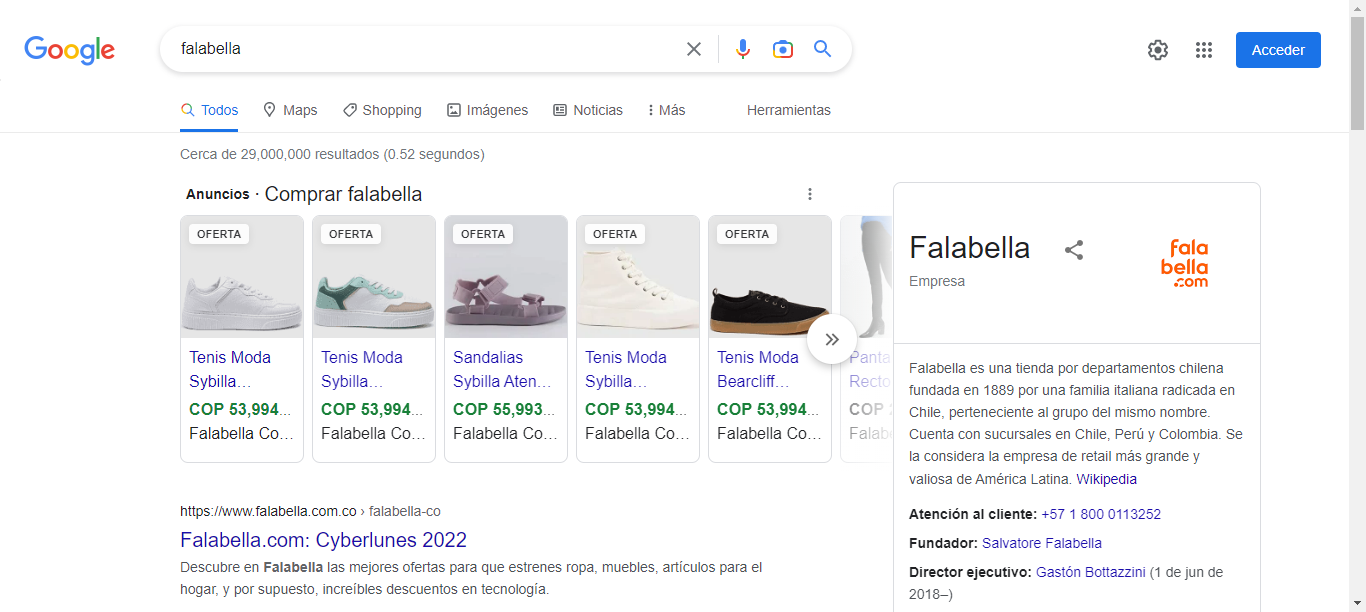 Google
falabella
Acceder
Todos
Maps
Shopping
Imágenes
Noticias
Más
Herramientas
Cerca de 29,000,000 resultados (0.52 segundos)
Anuncios · Comprar falabella
OFERTA
Tenis Moda
Sybilla…
COP 53,994…
Falabella Co…
OFERTA
Tenis Moda
Sybilla…
COP 53,994…
Falabella Co…
OFERTA
Sandalias
Sybilla Aten…
COP 55,993…
Falabella Co…
OFERTA
Tenis Moda
Sybilla…
COP 53,994…
Falabella Co…
OFERTA
Tenis Moda
Bearcliff…
COP 53,994…
Falabella Co…
Panta
Recto
COP
Falab
https://www.falabella.com.co › falabella-co
Falabella.com: Cyberlunes 2022
Descubre en Falabella las mejores ofertas para que estrenes ropa, muebles, artículos para el
hogar, y por supuesto, increíbles descuentos en tecnología.
Falabella
Empresa
fala
bella
.com
Falabella es una tienda por departamentos chilena
fundada en 1889 por una familia italiana radicada en
Chile, perteneciente al grupo del mismo nombre.
Cuenta con sucursales en Chile, Perú y Colombia. Se
la considera la empresa de retail más grande y
valiosa de América Latina. Wikipedia
Atención al cliente: +57 1 800 0113252
Fundador: Salvatore Falabella
Director ejecutivo: Gastón Bottazzini (1 de jun de
2018–)